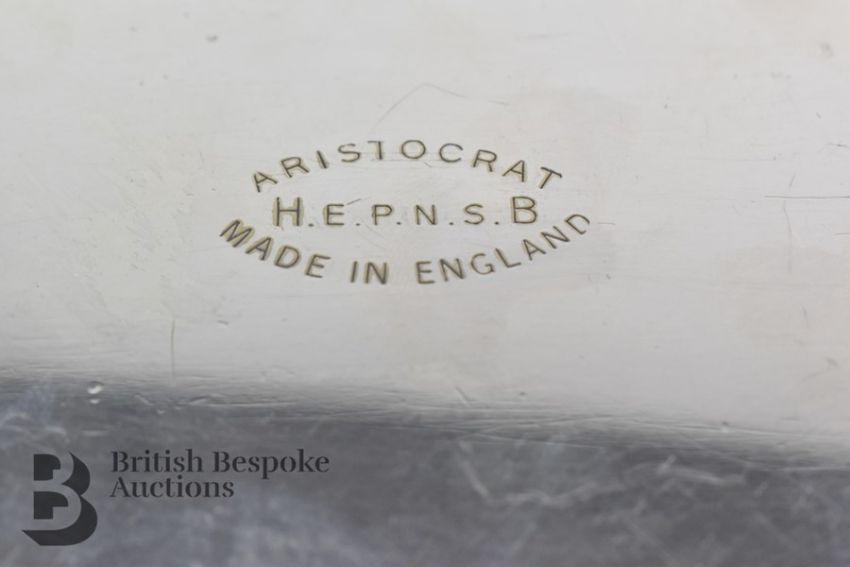 ARISTOCRAT
H.E.P.N.S.B
MADE IN ENGLAND
B
British Bespoke
Auctions